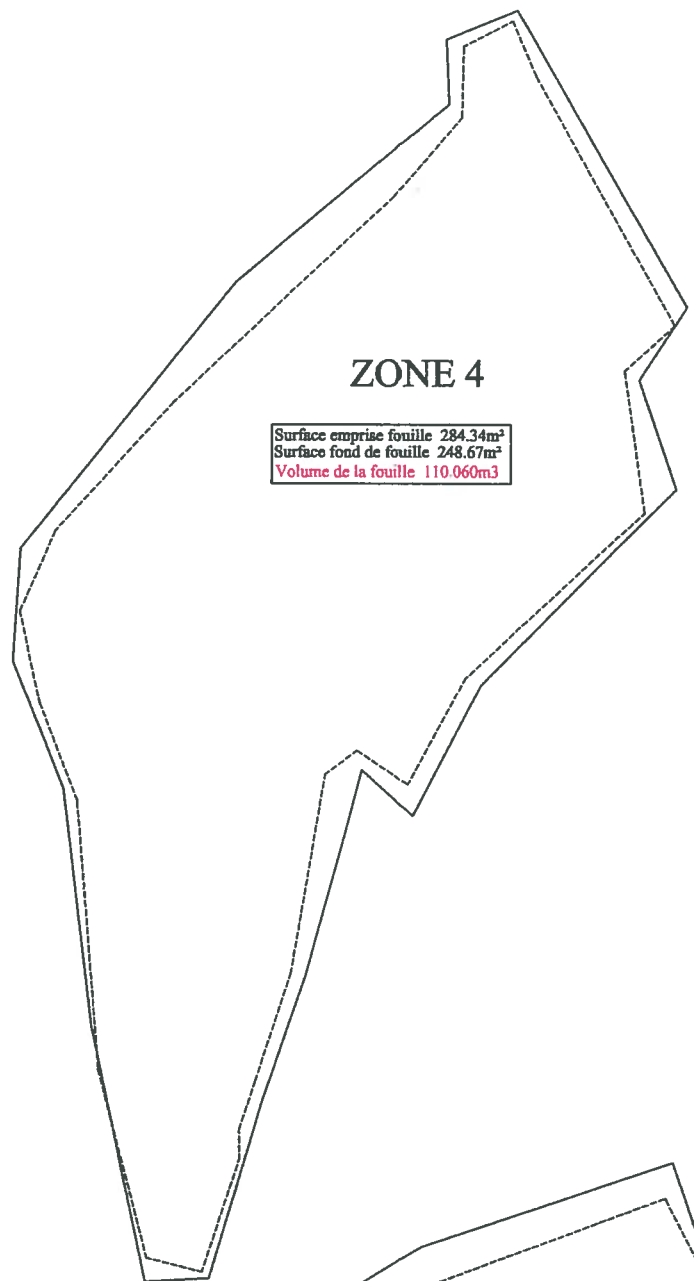 ZONE 4
Surface emprise fouille 284.34m²
Surface fond de fouille 248.67m²
Volume de la fouille 110.060m3